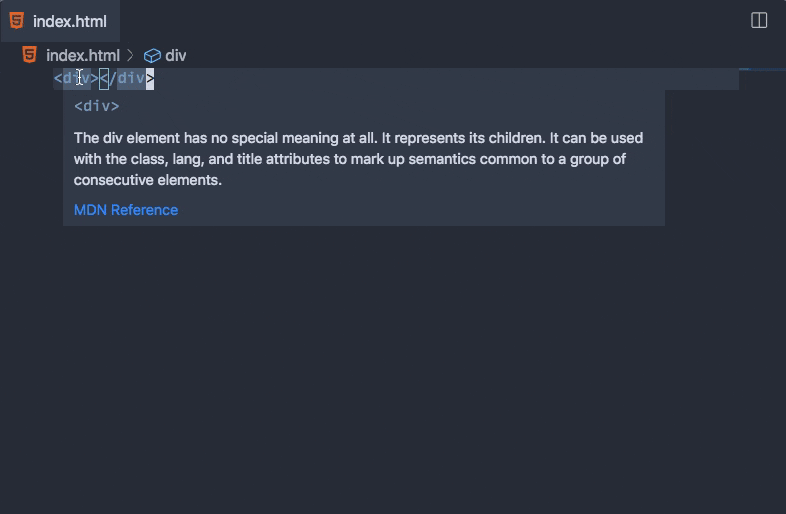 index.html
index.html > div
<div></div>
<div>
The div element has no special meaning at all. It represents its children. It can be used
with the class, lang, and title attributes to mark up semantics common to a group of
consecutive elements.
MDN Reference